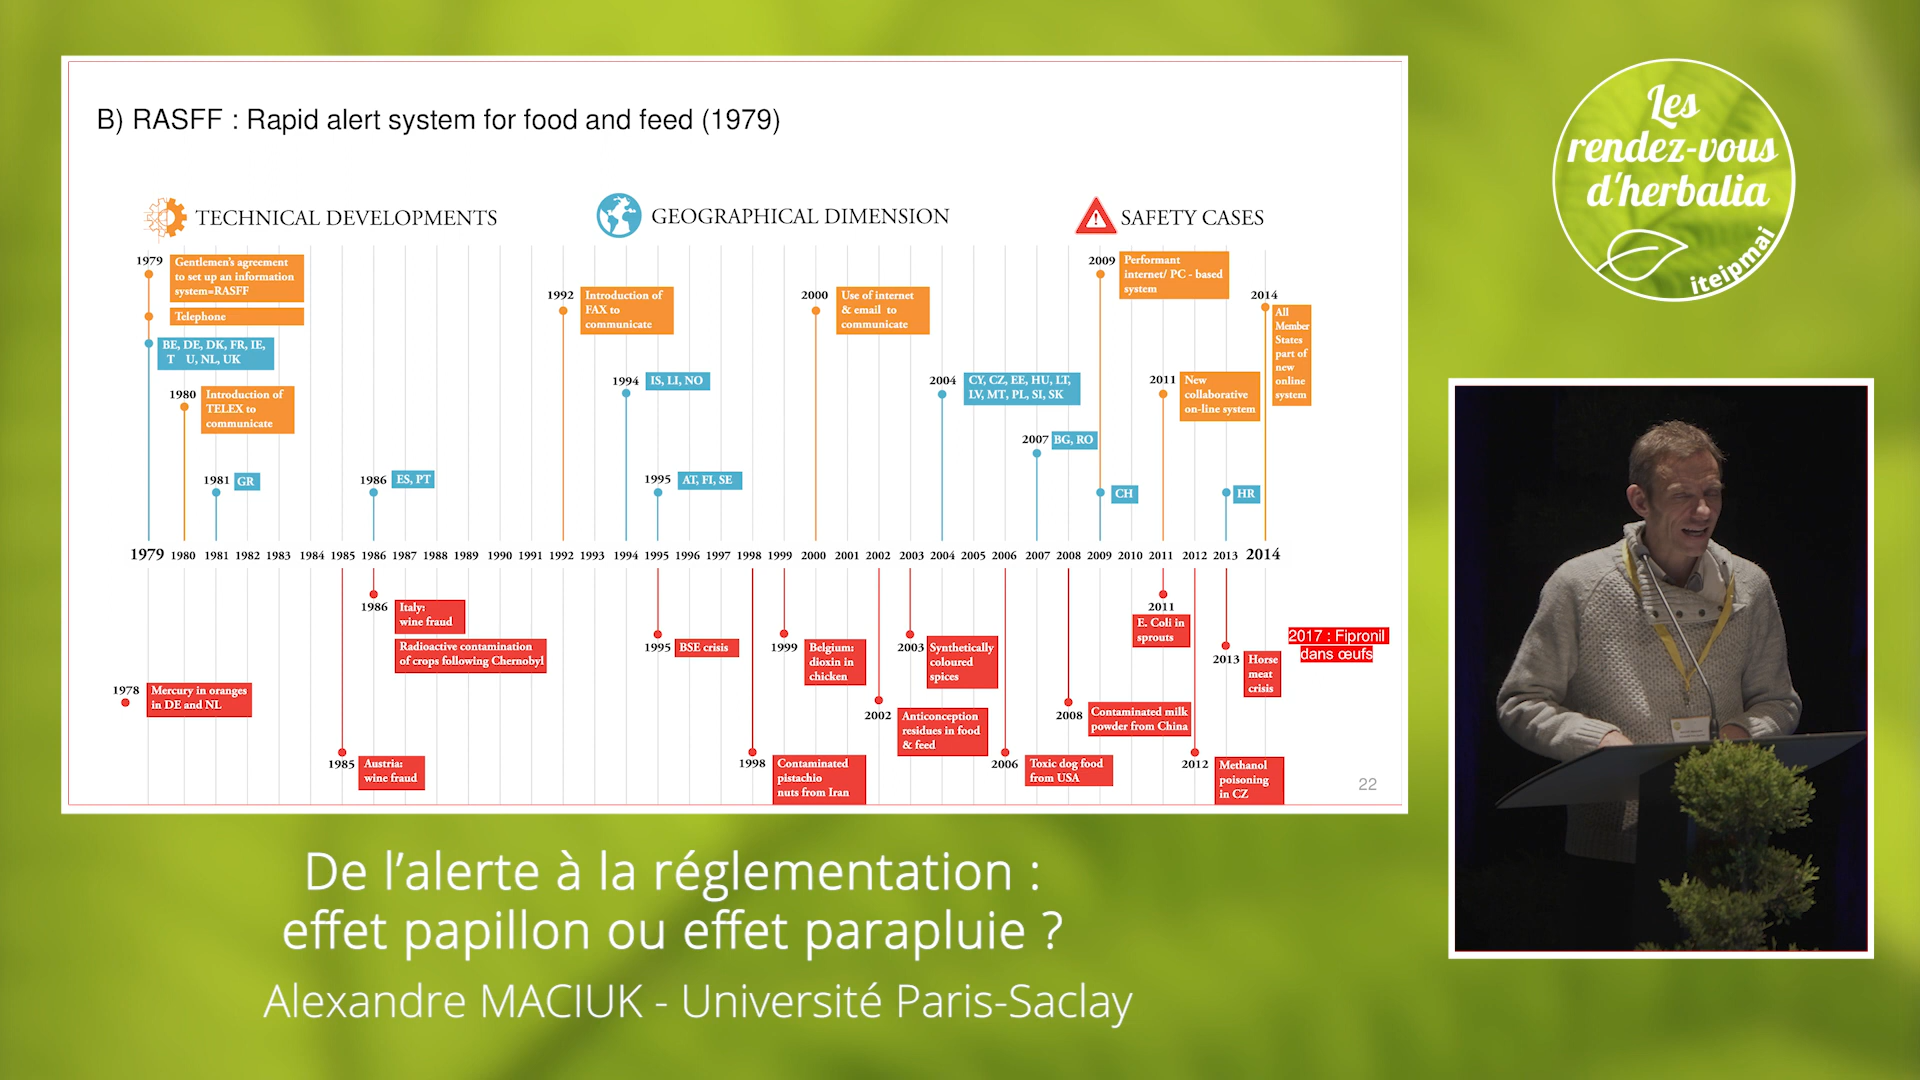 B) RASFF : Rapid alert system for food and feed (1979)
TECHNICAL DEVELOPMENTS
GEOGRAPHICAL DIMENSION
SAFETY CASES
1979
Gentlemen's agreement
to set up an information
system=RASFF
Telephone
BE, DE, DK, FR, IE,
T U, NL, UK
1980
Introduction of
TELEX to
communicate
1981
GR
1986
ES, PT
1992
Introduction of
FAX to
communicate
1994
IS, LI, NO
1995
AT, FI, SE
2000
Use of internet
& email to
communicate
2004
CY, CZ, EE, HU, LT,
LV, MT, PL, SI, SK
2007
BG, RO
2009
Performant
internet/ PC - based
system
CH
2011
New
collaborative
on-line system
HR
2014
All
Member
States
part of
new
online
system
1979 1980 1981 1982 1983 1984 1985 1986 1987 1988 1989 1990 1991 1992 1993 1994 1995 1996 1997 1998 1999 2000 2001 2002 2003 2004 2005 2006 2007 2008 2009 2010 2011 2012 2013 2014
1978
Mercury in oranges
in DE and NL
1985
Austria:
wine fraud
1986
Italy:
wine fraud
Radioactive contamination
of crops following Chernobyl
1995
BSE crisis
1998
Contaminated
pistachio
nuts from Iran
1999
Belgium:
dioxin in
chicken
2002
Anticonception
residues in food
& feed
2003
Synthetically
coloured
spices
2006
Toxic dog food
from USA
2008
Contaminated milk
powder from China
2011
E. Coli in
sprouts
2012
Methanol
poisoning
in CZ
2013
Horse
meat
crisis
2017 : Fipronil
dans œufs
22
Les
rendez-vous
d'herbalia
iteipmai
De l'alerte à la réglementation :
effet papillon ou effet parapluie ?
Alexandre MACIUK - Université Paris-Saclay